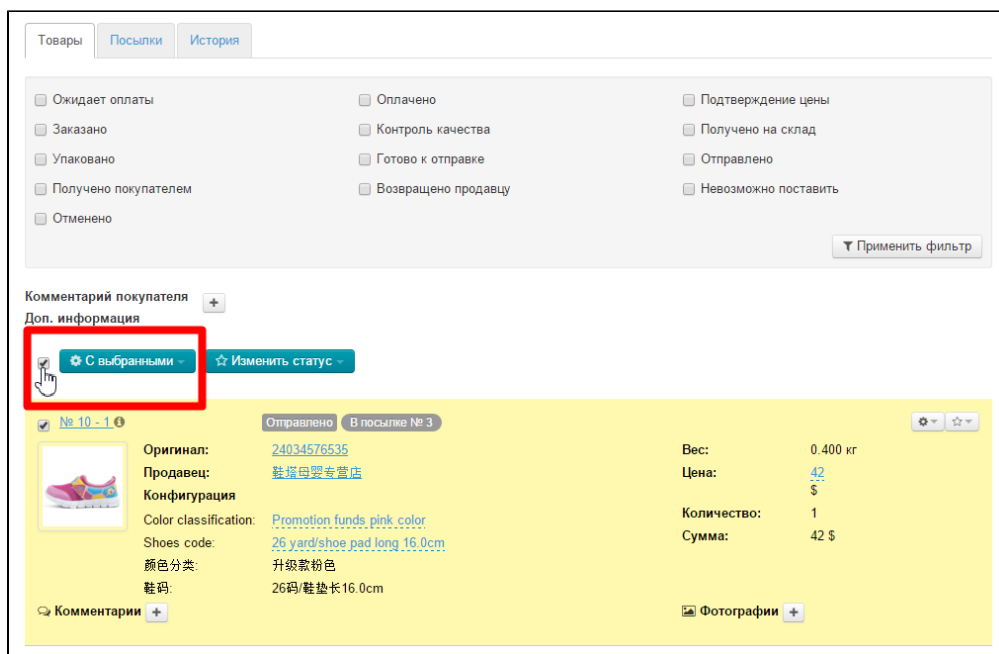 Товары Посылки История
Ожидает оплаты Оплачено Подтверждение цены
Заказано Контроль качества Получено на склад
Упаковано Готово к отправке Отправлено
Получено покупателем Возвращено продавцу Невозможно поставить
Отменено
Применить фильтр
Комментарий покупателя +
Доп. информация
С выбранными Изменить статус
№ 10 - 1 Отправлено В посылке № 3
Оригинал: 24034576535 Вес: 0.400 кг
Продавец: 鞋塔母婴专营店 Цена: 42
$
Конфигурация
Color classification: Promotion funds pink color Количество: 1
Shoes code: 26 yard/shoe pad long 16.0cm Сумма: 42 $
颜色分类: 升级款粉色
鞋码: 26码/鞋垫长16.0cm
Комментарии + Фотографии +